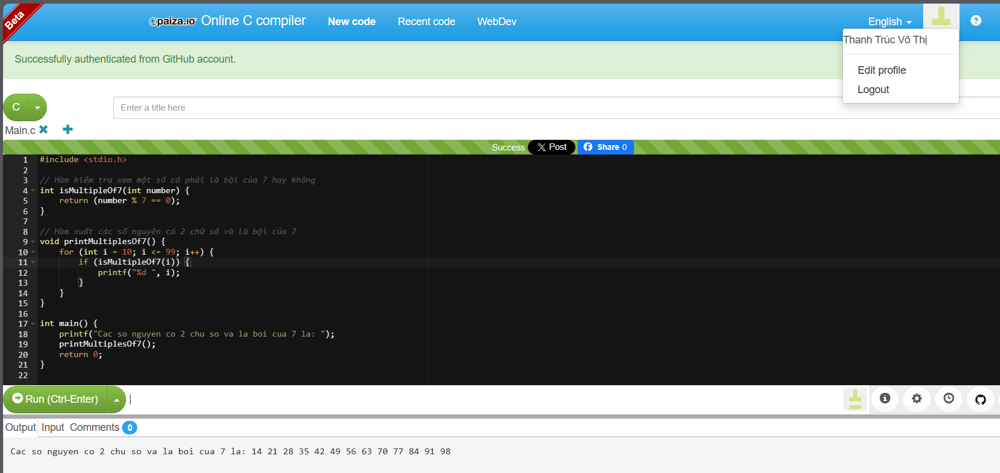 Beta
paiza.IO Online C compiler New code Recent code WebDev English
Thanh Trúc Võ Thị
Edit profile
Logout
Successfully authenticated from GitHub account.
C Enter a title here
Main.c
Success Post Share 0
1 #include <stdio.h>
2
3 // Hàm kiểm tra xem một số có phải là bội của 7 hay không
4 int isMultipleOf7(int number) {
5     return (number % 7 == 0);
6 }
7
8 // Hàm xuất các số nguyên có 2 chữ số và là bội của 7
9 void printMultiplesOf7() {
10     for (int i = 10; i <= 99; i++) {
11         if (isMultipleOf7(i)) {
12             printf("%d ", i);
13         }
14     }
15 }
16
17 int main() {
18     printf("Cac so nguyen co 2 chu so va la boi cua 7 la: ");
19     printMultiplesOf7();
20     return 0;
21 }
22
Run (Ctrl-Enter)
Output Input Comments 0
Cac so nguyen co 2 chu so va la boi cua 7 la: 14 21 28 35 42 49 56 63 70 77 84 91 98